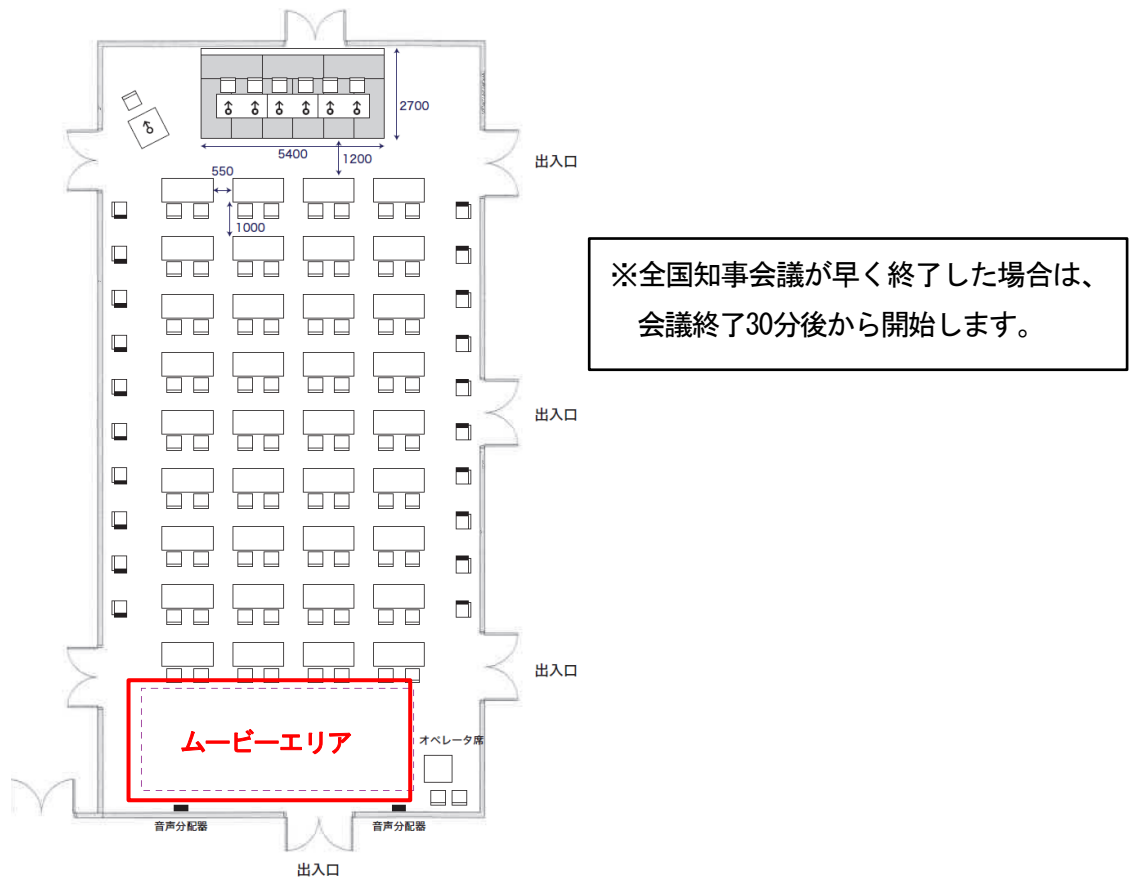 2700
5400
1200
出入口
550
1000
※全国知事会議が早く終了した場合は、
会議終了30分後から開始します。
出入口
出入口
ムービーエリア
オペレータ席
音声分配器
音声分配器
出入口